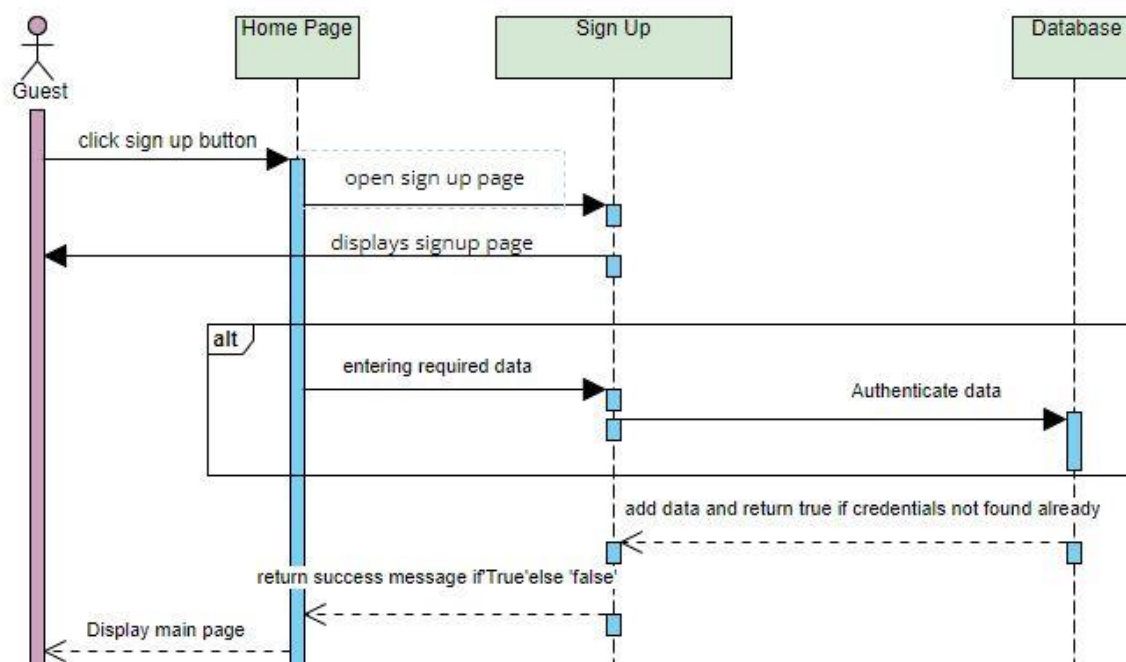 Home Page
Sign Up
Database
Guest
click sign up button
open sign up page
displays signup page
alt
entering required data
Authenticate data
add data and return true if credentials not found already
return success message if'True'else 'false'
Display main page